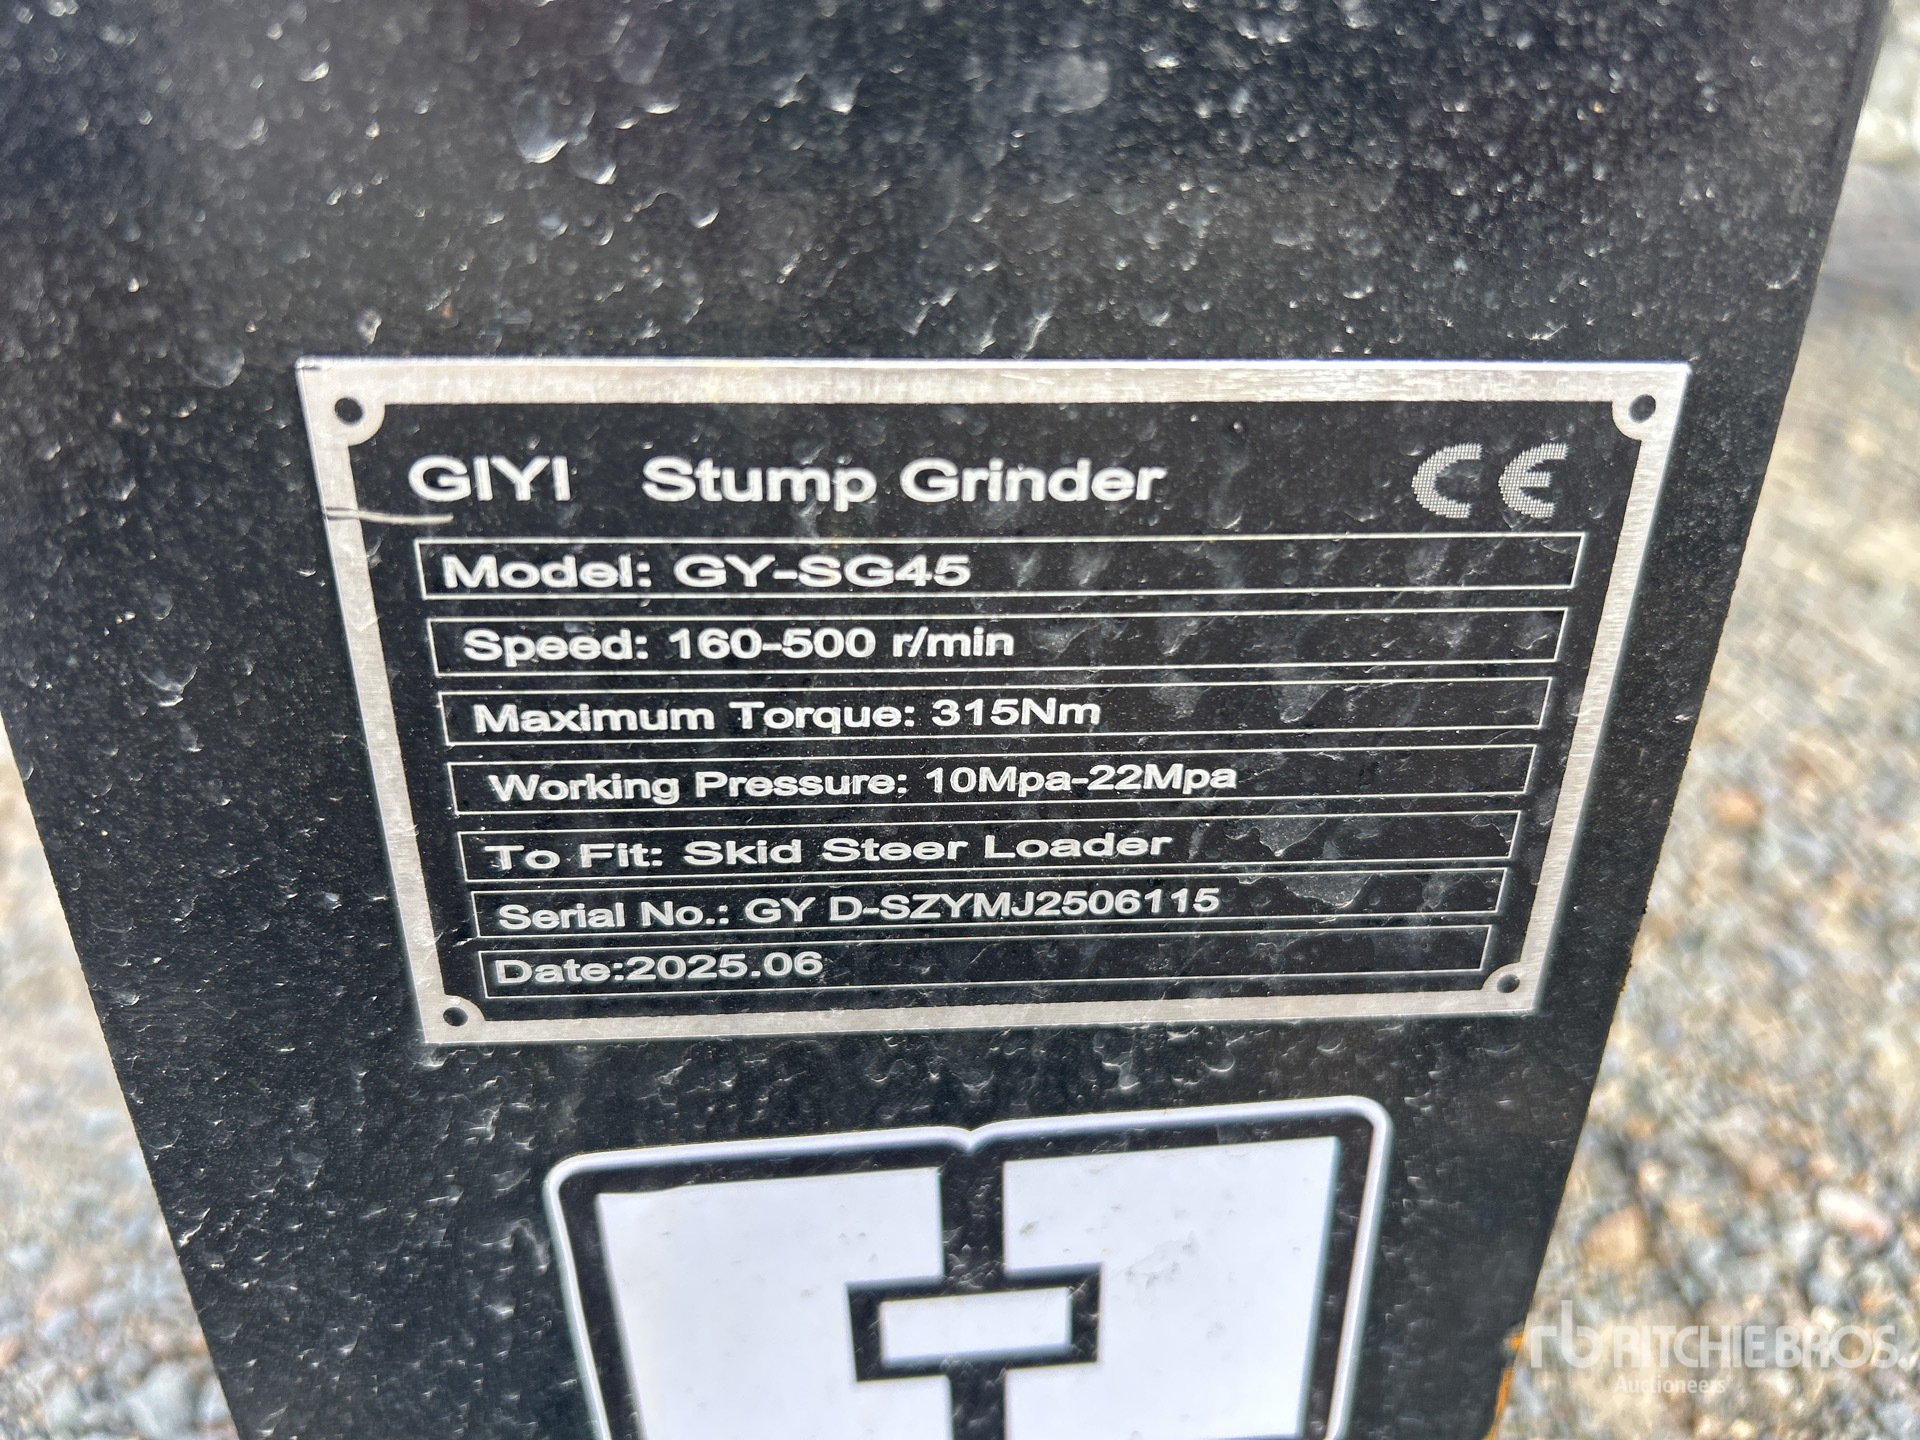 GIYI Stump Grinder CE
Model: GY-SG45
Speed: 160-500 r/min
Maximum Torque: 315Nm
Working Pressure: 10Mpa-22Mpa
To Fit: Skid Steer Loader
Serial No.: GY D-SZYMJ2506115
Date:2025.06
rb RITCHIE BROS.
Auctioneers